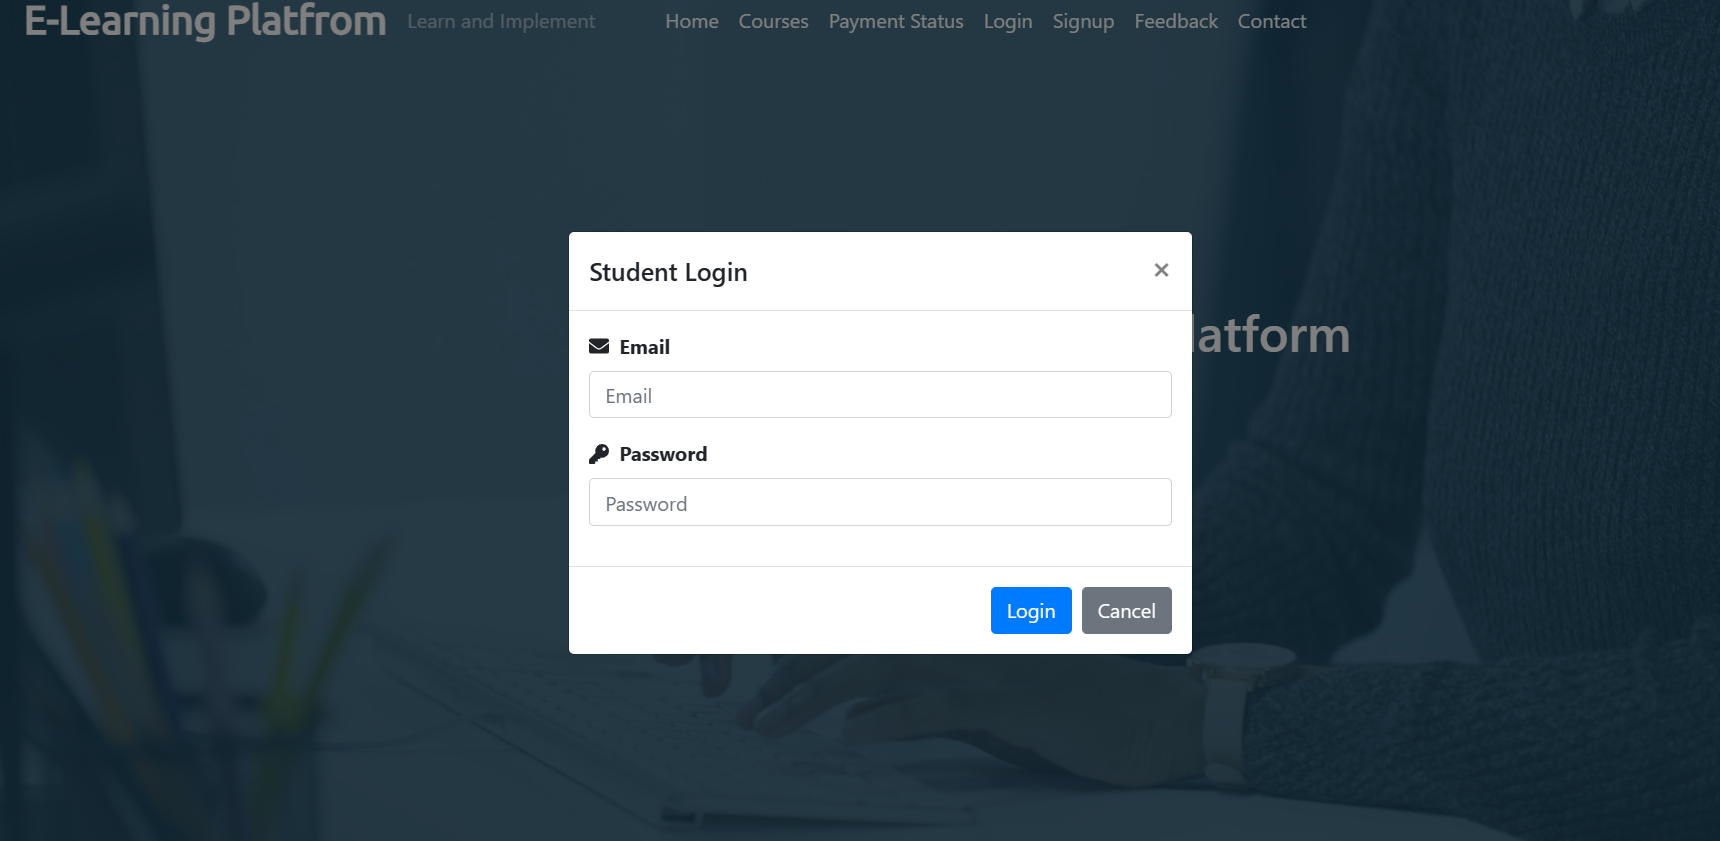 E-Learning Platfrom Learn and Implement Home Courses Payment Status Login Signup Feedback Contact
Student Login ×
latform
Email
Email
Password
Password
Login Cancel